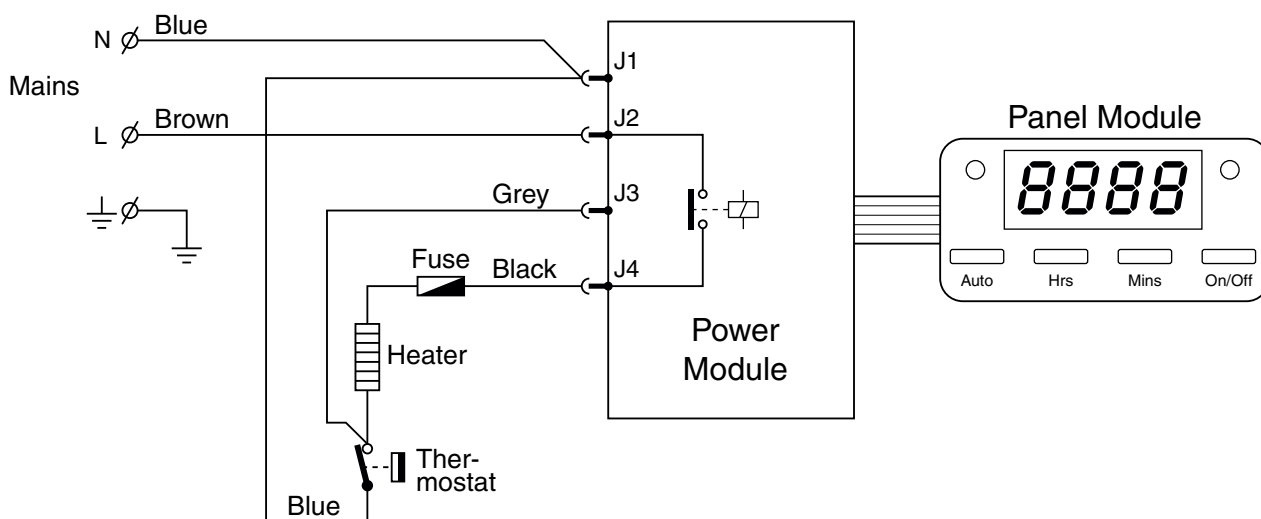 N
Blue
Mains
L
Brown
J1
J2
Grey
J3
Fuse
Black
J4
Heater
Ther-
mostat
Blue
Power
Module
Panel Module
8888
Auto
Hrs
Mins
On/Off